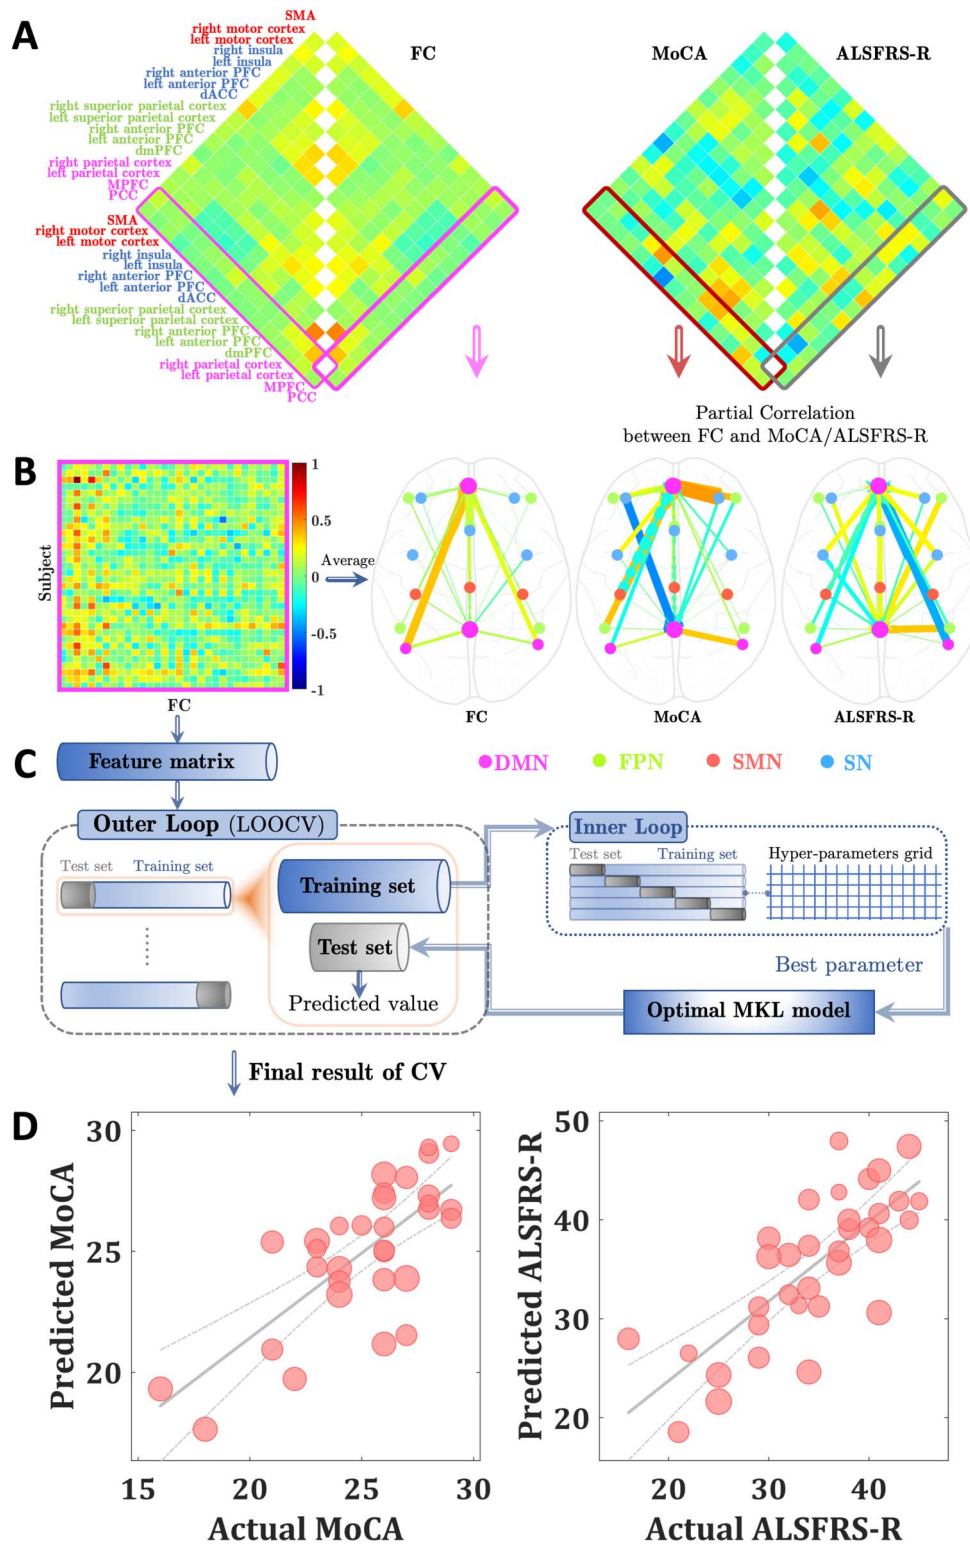 A
SMA
right motor cortex
left motor cortex
right insula
left insula
right anterior PFC
left anterior PFC
dACC
right superior parietal cortex
left superior parietal cortex
right anterior PFC
left anterior PFC
dmPFC
right parietal cortex
left parietal cortex
MPFC
PCC
SMA
right motor cortex
left motor cortex
right insula
left insula
right anterior PFC
left anterior PFC
dACC
right superior parietal cortex
left superior parietal cortex
right anterior PFC
left anterior PFC
dmPFC
right parietal cortex
left parietal cortex
MPFC
PCC
FC
MoCA
ALSFRS-R
Partial Correlation
between FC and MoCA/ALSFRS-R
B
Subject
FC
1
0.5
0
-0.5
-1
Average
FC
MoCA
ALSFRS-R
DMN
FPN
SMN
SN
C
Feature matrix
Outer Loop (LOOCV)
Test set
Training set
Training set
Test set
Predicted value
Inner Loop
Test set
Training set
Hyper-parameters grid
Best parameter
Optimal MKL model
Final result of CV
D
Predicted MoCA
30
25
20
15
20
25
30
Actual MoCA
Predicted ALSFRS-R
50
40
30
20
20
30
40
Actual ALSFRS-R